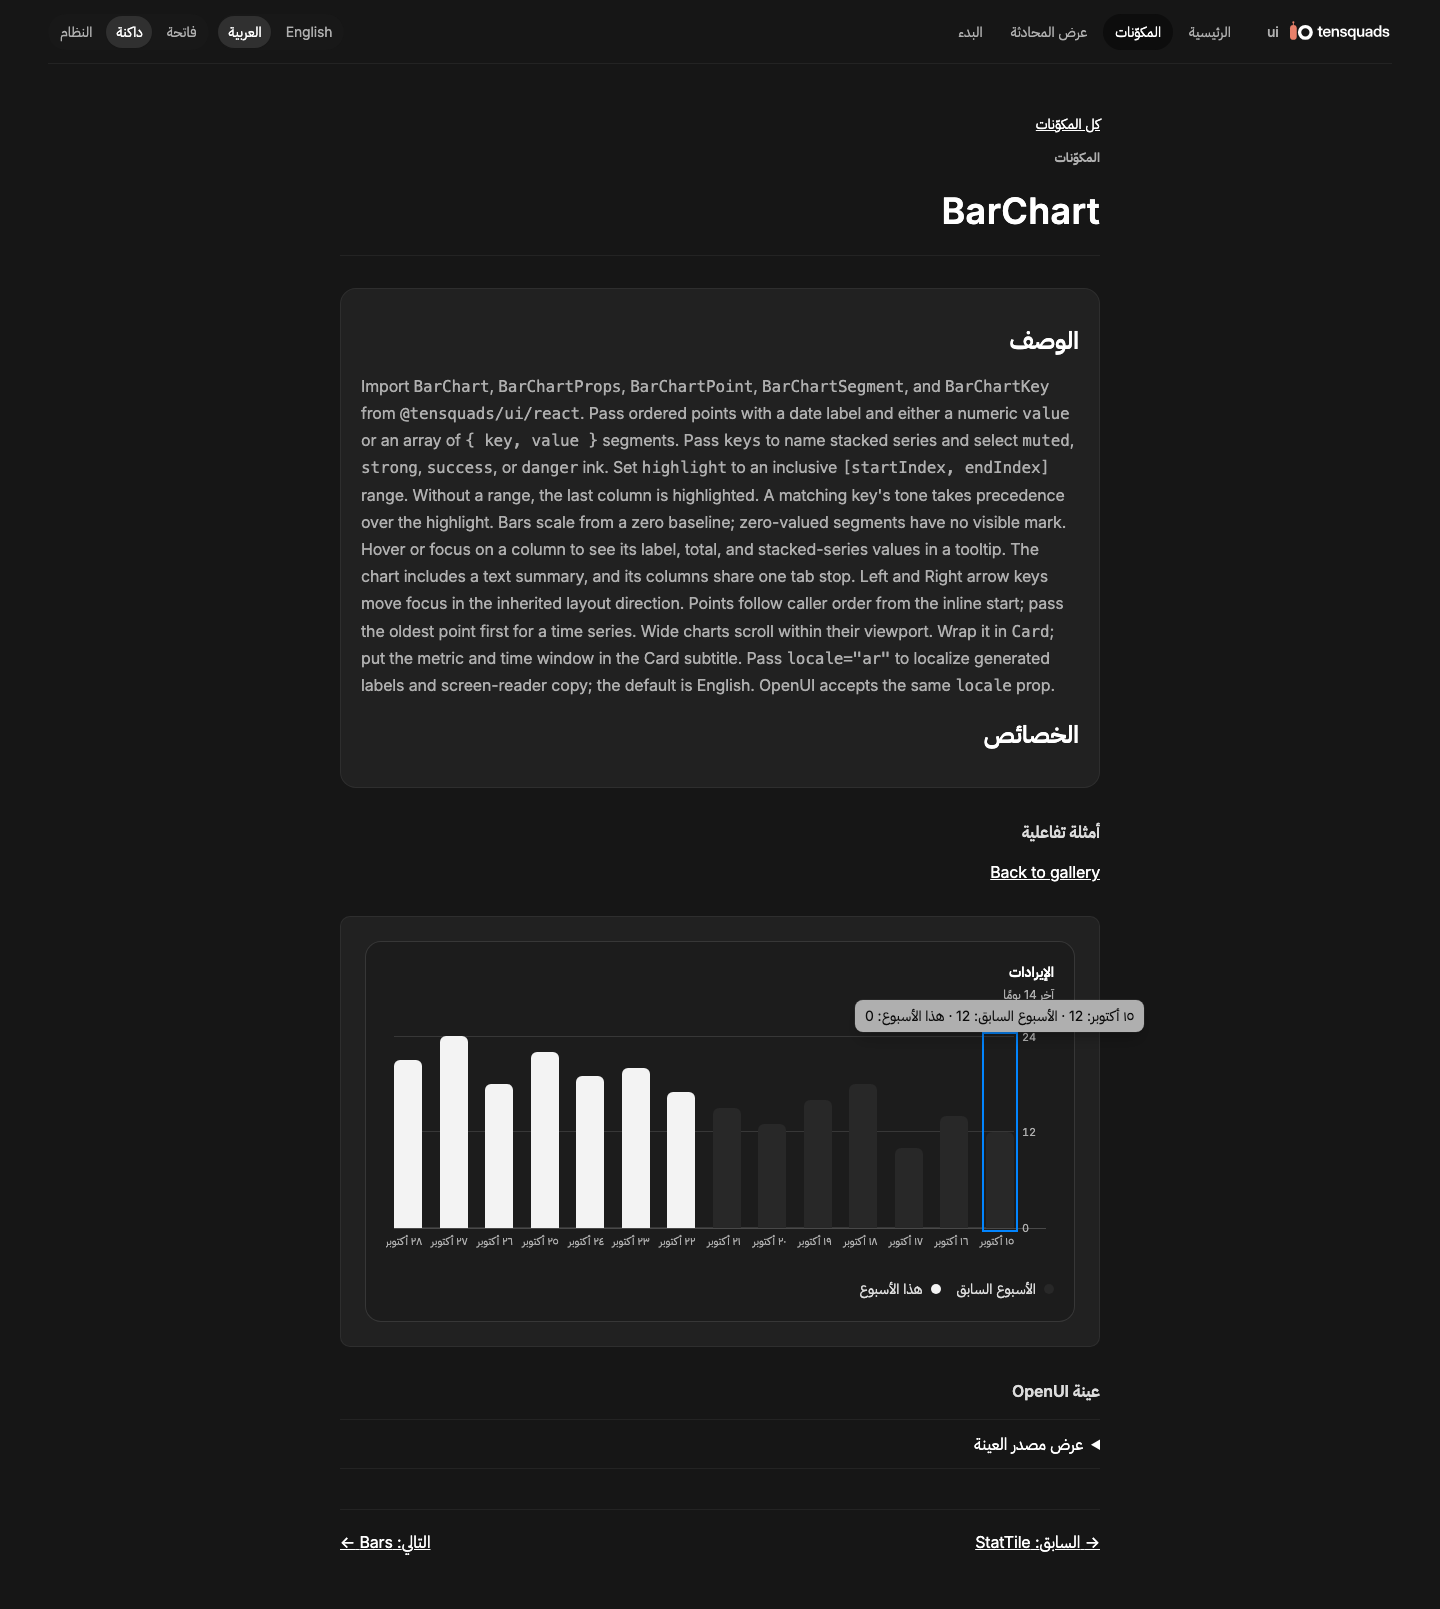 tensquads ui
الرئيسية
المكوّنات
عرض المحادثة
البدء
English
العربية
فاتحة
داكنة
النظام
كل المكوّنات
المكوّنات
BarChart
الوصف
Import BarChart, BarChartProps, BarChartPoint, BarChartSegment, and BarChartKey
from @tensquads/ui/react. Pass ordered points with a date label and either a numeric value
or an array of { key, value } segments. Pass keys to name stacked series and select muted,
strong, success, or danger ink. Set highlight to an inclusive [startIndex, endIndex]
range. Without a range, the last column is highlighted. A matching key's tone takes precedence
over the highlight. Bars scale from a zero baseline; zero-valued segments have no visible mark.
Hover or focus on a column to see its label, total, and stacked-series values in a tooltip. The
chart includes a text summary, and its columns share one tab stop. Left and Right arrow keys
move focus in the inherited layout direction. Points follow caller order from the inline start; pass
the oldest point first for a time series. Wide charts scroll within their viewport. Wrap it in Card;
put the metric and time window in the Card subtitle. Pass locale="ar" to localize generated
labels and screen-reader copy; the default is English. OpenUI accepts the same locale prop.
الخصائص
أمثلة تفاعلية
Back to gallery
الإيرادات
آخر 14 يومًا
١٥ أكتوبر: 12 · الأسبوع السابق: 12 · هذا الأسبوع: 0
24
12
0
١٥ أكتوبر
١٦ أكتوبر
١٧ أكتوبر
١٨ أكتوبر
١٩ أكتوبر
٢٠ أكتوبر
٢١ أكتوبر
٢٢ أكتوبر
٢٣ أكتوبر
٢٤ أكتوبر
٢٥ أكتوبر
٢٦ أكتوبر
٢٧ أكتوبر
٢٨ أكتوبر
الأسبوع السابق
هذا الأسبوع
عينة OpenUI
عرض مصدر العينة
→ السابق: StatTile
التالي: Bars ←